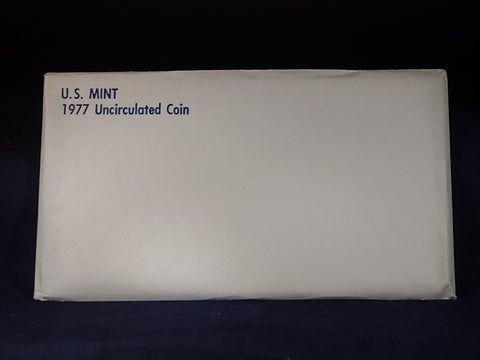 U.S. MINT
1977 Uncirculated Coin